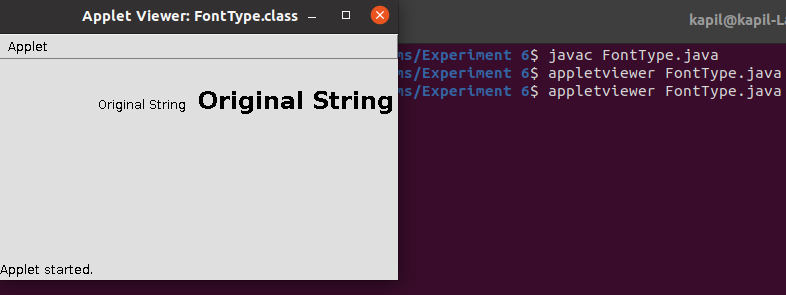 Applet Viewer: FontType.class
Applet
Original String Original String
Applet started.
kapil@kapil-La
ms/Experiment 6$ javac FontType.java
ms/Experiment 6$ appletviewer FontType.java
ms/Experiment 6$ appletviewer FontType.java